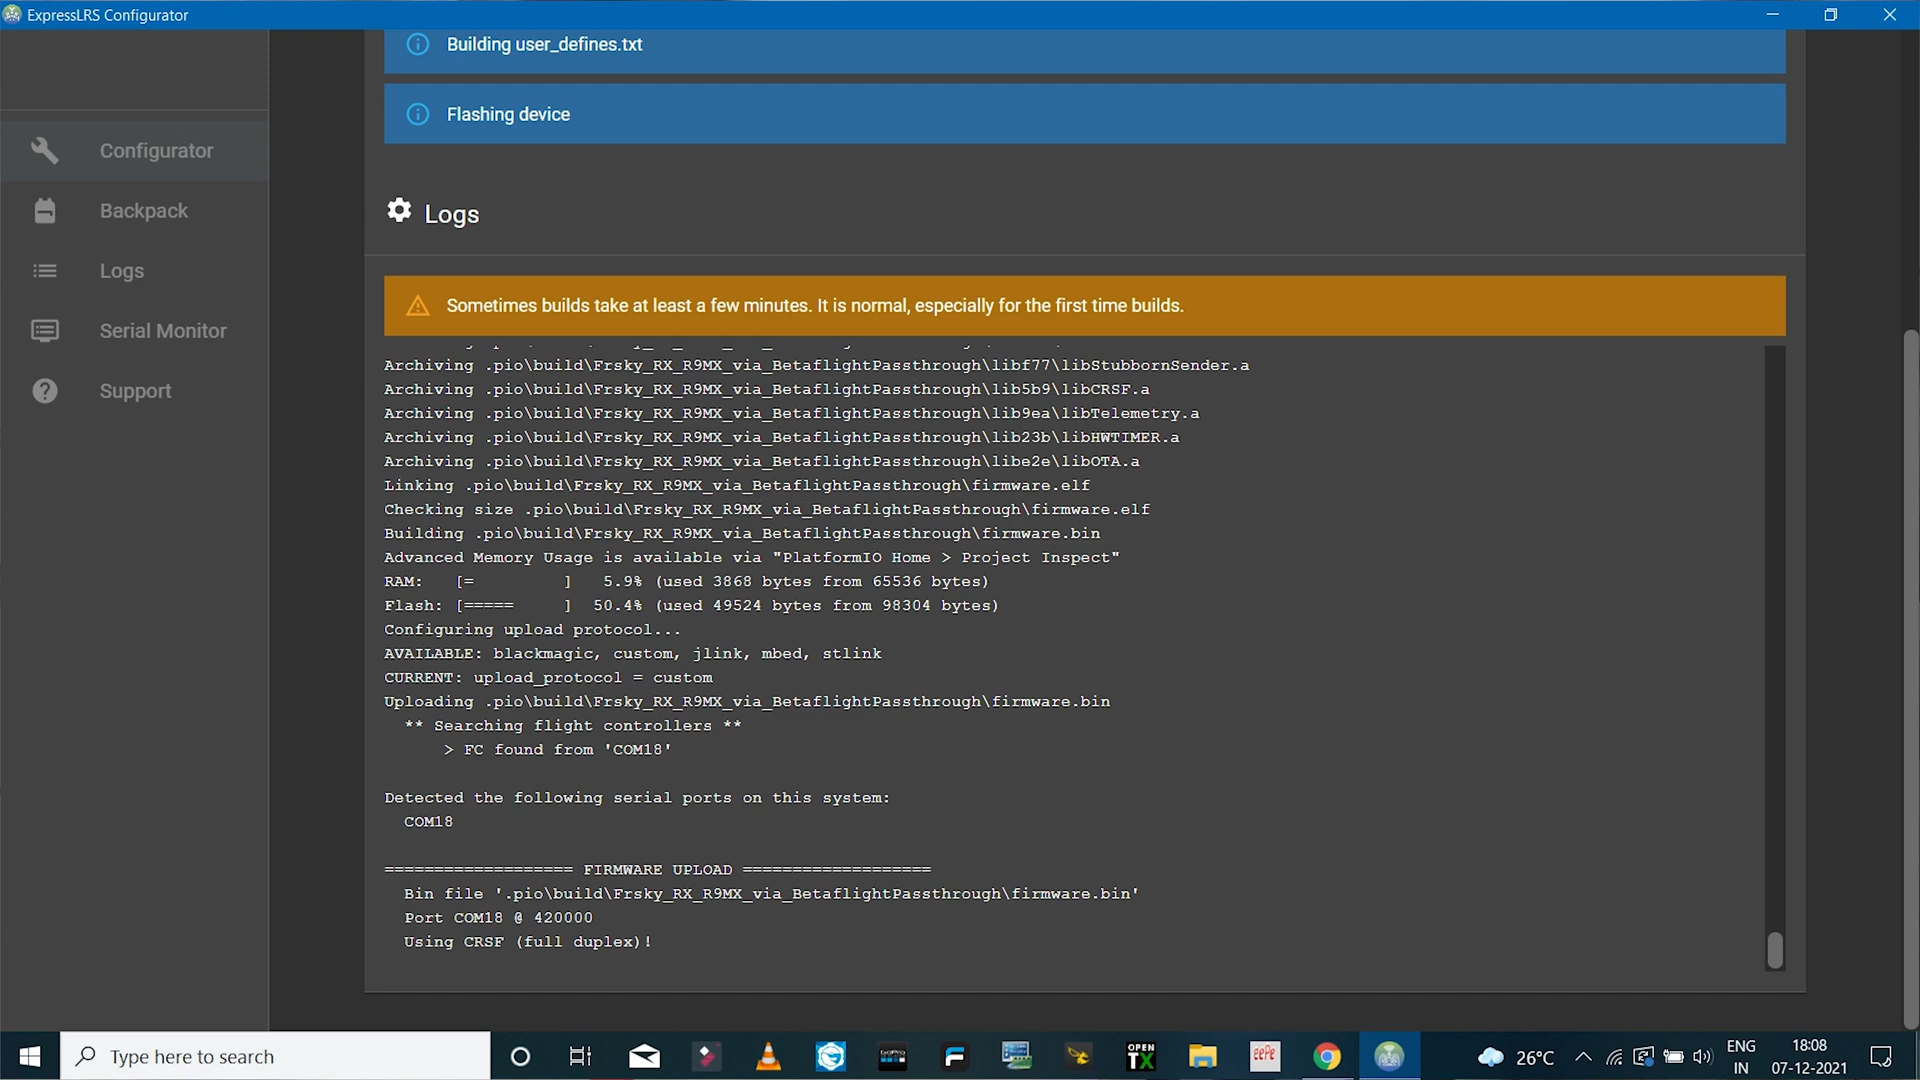 ExpressLRS Configurator
Building user_defines.txt
Flashing device
Configurator
Backpack
Logs
Serial Monitor
Support
Logs
Sometimes builds take at least a few minutes. It is normal, especially for the first time builds.
Archiving .pio\build\Frsky_RX_R9MX_via_BetaflightPassthrough\libf77\libStubbornSender.a
Archiving .pio\build\Frsky_RX_R9MX_via_BetaflightPassthrough\lib5b9\libCRSF.a
Archiving .pio\build\Frsky_RX_R9MX_via_BetaflightPassthrough\lib9ea\libTelemetry.a
Archiving .pio\build\Frsky_RX_R9MX_via_BetaflightPassthrough\lib23b\libHWTIMER.a
Archiving .pio\build\Frsky_RX_R9MX_via_BetaflightPassthrough\libe2e\libOTA.a
Linking .pio\build\Frsky_RX_R9MX_via_BetaflightPassthrough\firmware.elf
Checking size .pio\build\Frsky_RX_R9MX_via_BetaflightPassthrough\firmware.elf
Building .pio\build\Frsky_RX_R9MX_via_BetaflightPassthrough\firmware.bin
Advanced Memory Usage is available via "PlatformIO Home > Project Inspect"
RAM:   [=         ]   5.9% (used 3868 bytes from 65536 bytes)
Flash: [=====     ]  50.4% (used 49524 bytes from 98304 bytes)
Configuring upload protocol...
AVAILABLE: blackmagic, custom, jlink, mbed, stlink
CURRENT: upload_protocol = custom
Uploading .pio\build\Frsky_RX_R9MX_via_BetaflightPassthrough\firmware.bin
** Searching flight controllers **
> FC found from 'COM18'
Detected the following serial ports on this system:
COM18
=================== FIRMWARE UPLOAD ===================
Bin file '.pio\build\Frsky_RX_R9MX_via_BetaflightPassthrough\firmware.bin'
Port COM18 @ 420000
Using CRSF (full duplex)!
Type here to search
GoPro
OPEN
TX
eePe
26°C
ENG
IN
18:08
07-12-2021